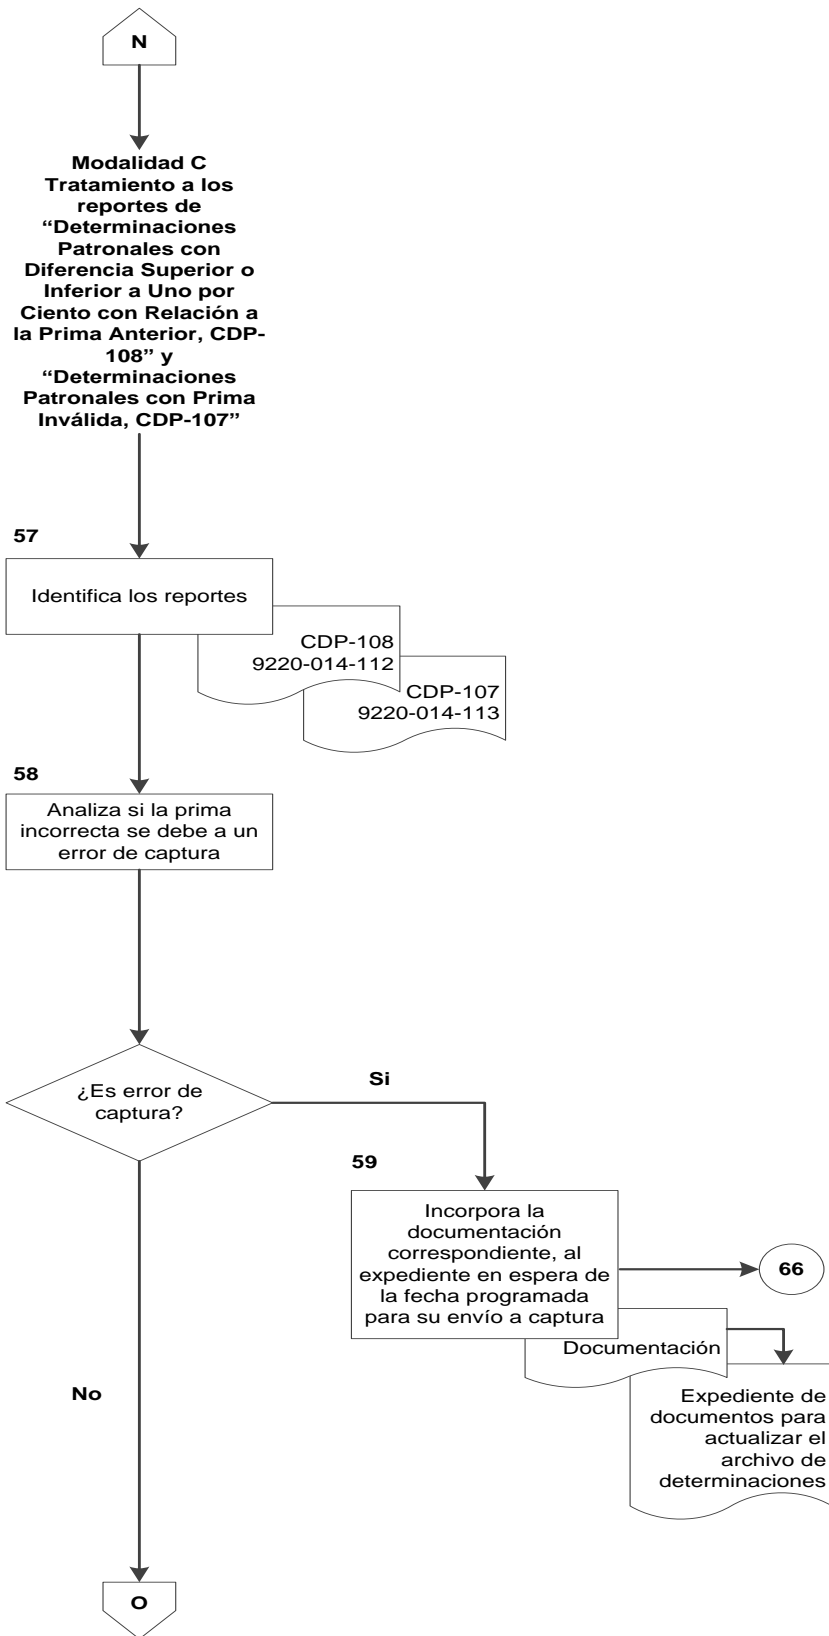 N
Modalidad C
Tratamiento a los
reportes de
“Determinaciones
Patronales con
Diferencia Superior o
Inferior a Uno por
Ciento con Relación a
la Prima Anterior, CDP-
108” y
“Determinaciones
Patronales con Prima
Inválida, CDP-107”
57
Identifica los reportes
CDP-108
9220-014-112
CDP-107
9220-014-113
58
Analiza si la prima
incorrecta se debe a un
error de captura
¿Es error de
captura?
Si
59
Incorpora la
documentación
correspondiente, al
expediente en espera de
la fecha programada
para su envío a captura
66
Documentación
Expediente de
documentos para
actualizar el
archivo de
determinaciones
No
O